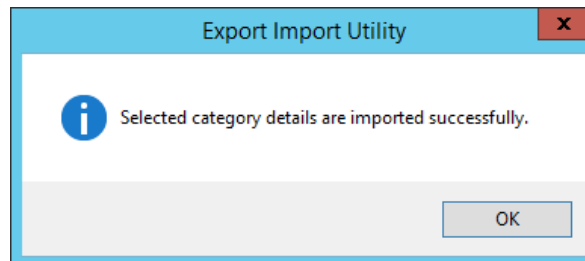 Export Import Utility
x
Selected category details are imported successfully.
OK